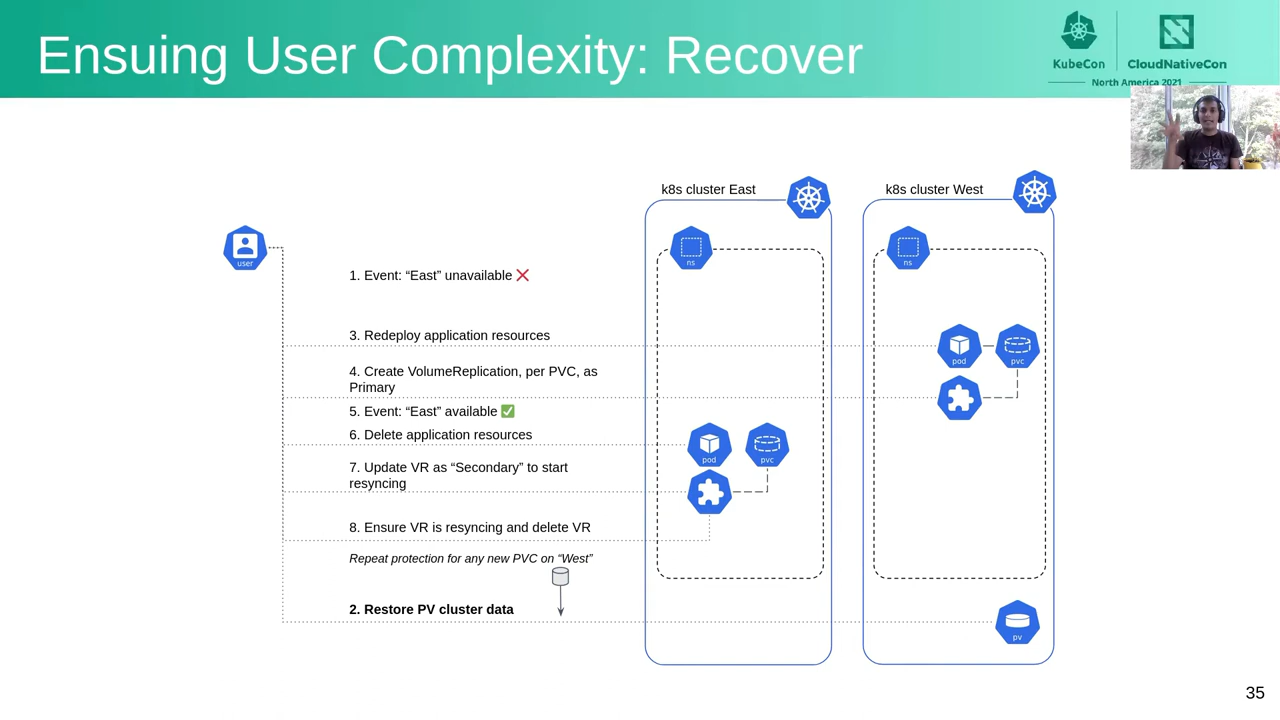 Ensuing User Complexity: Recover
KubeCon
CloudNativeCon
North America 2021
k8s cluster East
k8s cluster West
user
ns
ns
1. Event: “East” unavailable ❌
3. Redeploy application resources
pod
pvc
4. Create VolumeReplication, per PVC, as
Primary
5. Event: “East” available ✅
6. Delete application resources
pod
pvc
7. Update VR as “Secondary” to start
resyncing
8. Ensure VR is resyncing and delete VR
Repeat protection for any new PVC on “West”
2. Restore PV cluster data
pv
35